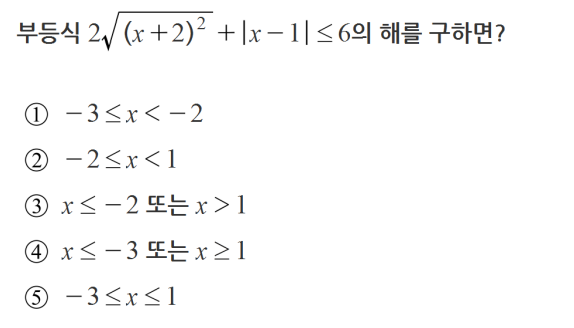 부등식 2√(x+2)² + |x−1| ≤ 6의 해를 구하면?
① −3≤x<−2
② −2≤x<1
③ x≤−2 또는 x>1
④ x≤−3 또는 x≥1
⑤ −3≤x≤1